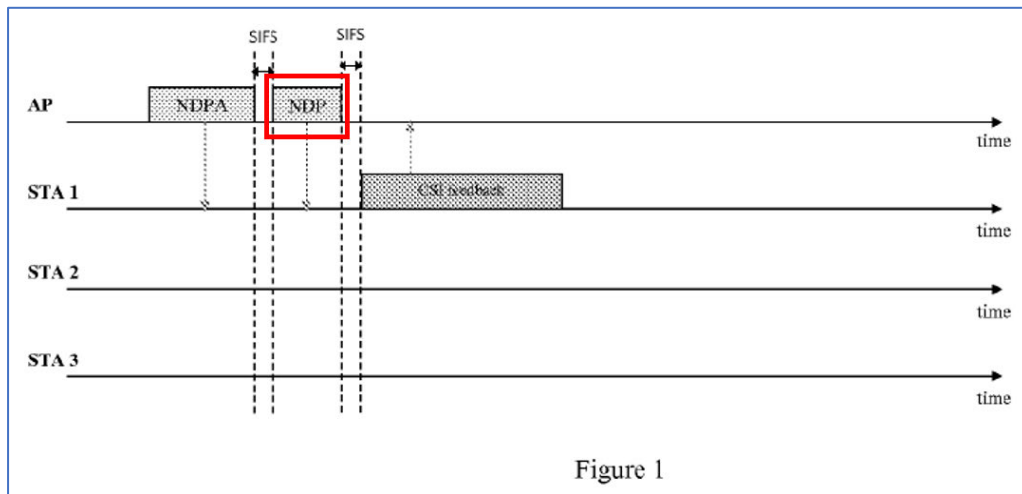 SIFS SIFS
AP NDPA NDP
time
STA 1 CSI feedback
time
STA 2
time
STA 3
time
Figure 1